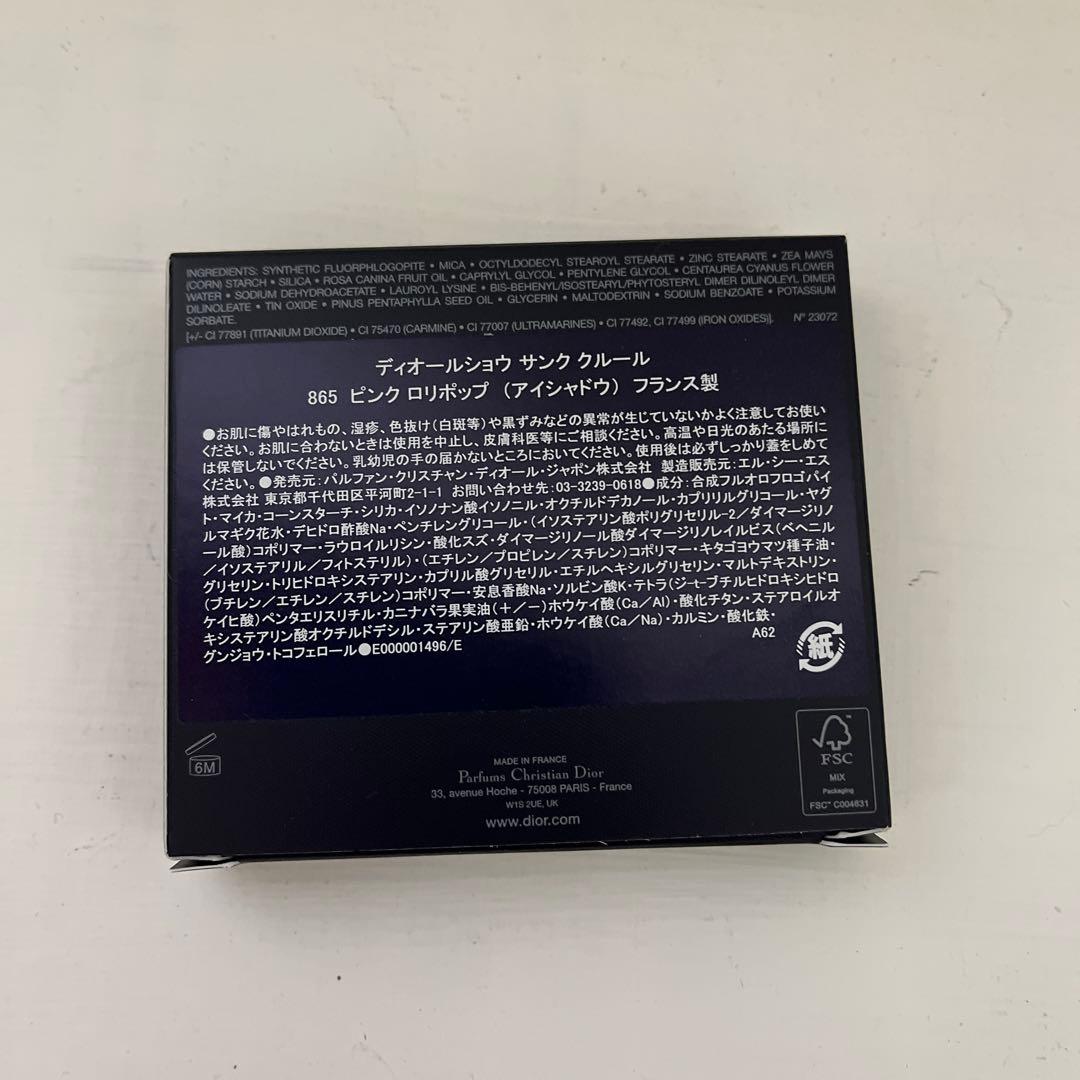 INGREDIENTS: SYNTHETIC FLUORPHLOGOPITE • MICA • OCTYLDODECYL STEAROYL STEARATE • ZINC STEARATE • ZEA MAYS
(CORN) STARCH • SILICA • ROSA CANINA FRUIT OIL • CAPRYLYL GLYCOL • PENTYLENE GLYCOL • CENTAUREA CYANUS FLOWER
WATER • SODIUM DEHYDROACETATE • LAUROYL LYSINE • BIS-BEHENYL/ISOSTEARYL/PHYTOSTERYL DIMER DILINOLEYL DIMER
DILINOLEATE • TIN OXIDE • PINUS PENTAPHYLLA SEED OIL • GLYCERIN • MALTODEXTRIN • SODIUM BENZOATE • POTASSIUM
SORBATE.
[+/- CI 77891 (TITANIUM DIOXIDE) • CI 75470 (CARMINE) • CI 77007 (ULTRAMARINES) • CI 77492, CI 77499 (IRON OXIDES)]. N° 23072
ディオールショウ サンク クルール
865 ピンク ロリポップ （アイシャドウ） フランス製
●お肌に傷やはれもの、湿疹、色抜け(白斑等)や黒ずみなどの異常が生じていないかよく注意してお使い
ください。お肌に合わないときは使用を中止し、皮膚科医等にご相談ください。高温や日光のあたる場所に
は保管しないでください。乳幼児の手の届かないところにおいてください。使用後は必ずしっかり蓋をしめて
ください。●発売元:パルファン・クリスチャン・ディオール・ジャポン株式会社 製造販売元:エル・シー・エス
株式会社 東京都千代田区平河町2-1-1 お問い合わせ先:03-3239-0618●成分:合成フルオロフロゴパイ
ト・マイカ・コーンスターチ・シリカ・イソノナン酸イソノニル・オクチルドデカノール・カプリリルグリコール・ヤグ
ルマギク花水・デヒドロ酢酸Na・ペンチレングリコール・(イソステアリン酸ポリグリセリル-2／ダイマージリノ
ール酸)コポリマー・ラウロイルリシン・酸化スズ・ダイマージリノール酸ダイマージリノレイルビス(ベヘニル
／イソステアリル／フィトステリル)・(エチレン／プロピレン／スチレン)コポリマー・キタゴヨウマツ種子油・
グリセリン・トリヒドロキシステアリン・カプリル酸グリセリル・エチルヘキシルグリセリン・マルトデキストリン・
(ブチレン／エチレン／スチレン)コポリマー・安息香酸Na・ソルビン酸K・テトラ(ジ-t-ブチルヒドロキシヒドロ
ケイヒ酸)ペンタエリスリチル・カニナバラ果実油(＋／－)ホウケイ酸(Ca／Al)・酸化チタン・ステアロイルオ
キシステアリン酸オクチルドデシル・ステアリン酸亜鉛・ホウケイ酸(Ca／Na)・カルミン・酸化鉄・
グンジョウ・トコフェロール●E000001496/E A62
紙
6M
MADE IN FRANCE
Parfums Christian Dior
33, avenue Hoche - 75008 PARIS - France
W1S 2UE, UK
www.dior.com
FSC
MIX
Packaging
FSC™ C004631